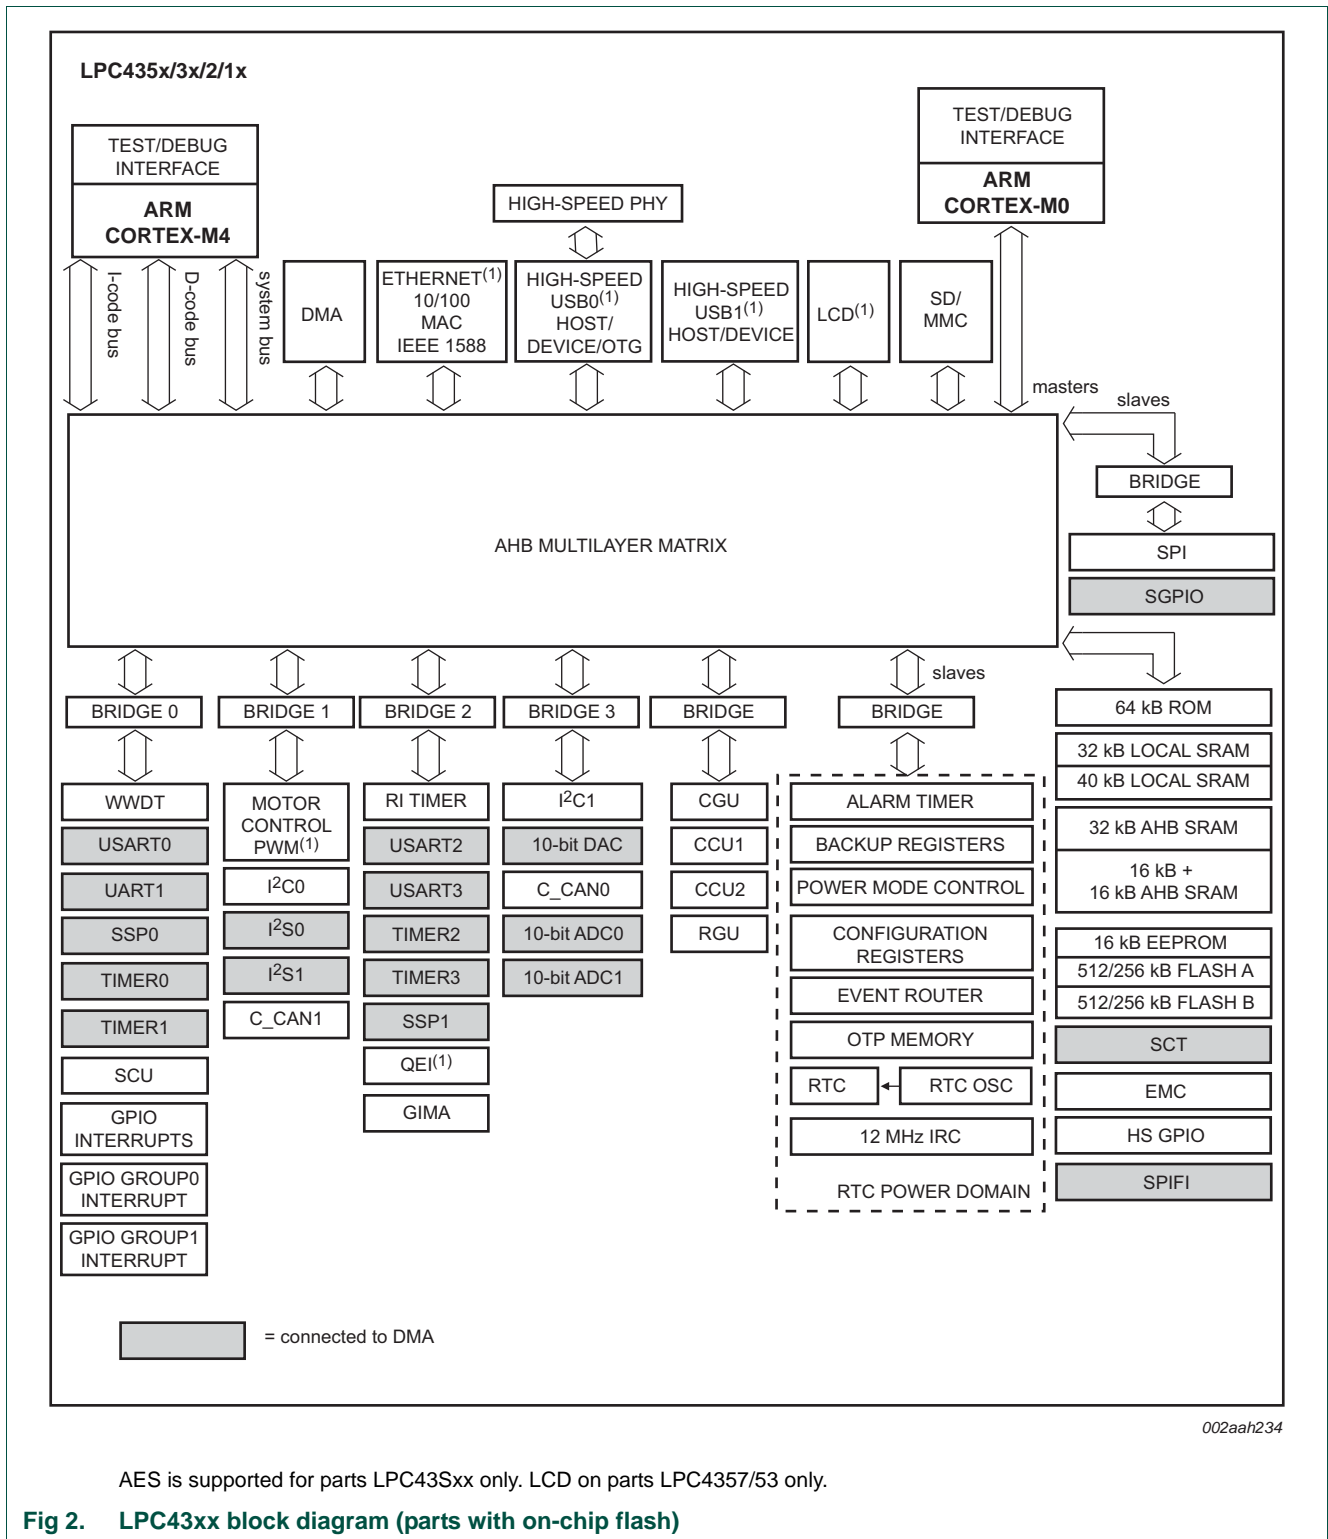 LPC435x/3x/2/1x
TEST/DEBUG
INTERFACE
ARM
CORTEX-M4
TEST/DEBUG
INTERFACE
ARM
CORTEX-M0
HIGH-SPEED PHY
I-code bus
D-code bus
system bus
DMA
ETHERNET(1)
10/100
MAC
IEEE 1588
HIGH-SPEED
USB0(1)
HOST/
DEVICE/OTG
HIGH-SPEED
USB1(1)
HOST/DEVICE
LCD(1)
SD/
MMC
masters
slaves
BRIDGE
SPI
SGPIO
AHB MULTILAYER MATRIX
slaves
BRIDGE 0
BRIDGE 1
BRIDGE 2
BRIDGE 3
BRIDGE
BRIDGE
WWDT
USART0
UART1
SSP0
TIMER0
TIMER1
SCU
GPIO
INTERRUPTS
GPIO GROUP0
INTERRUPT
GPIO GROUP1
INTERRUPT
MOTOR
CONTROL
PWM(1)
I2C0
I2S0
I2S1
C_CAN1
RI TIMER
USART2
USART3
TIMER2
TIMER3
SSP1
QEI(1)
GIMA
I2C1
10-bit DAC
C_CAN0
10-bit ADC0
10-bit ADC1
CGU
CCU1
CCU2
RGU
ALARM TIMER
BACKUP REGISTERS
POWER MODE CONTROL
CONFIGURATION
REGISTERS
EVENT ROUTER
OTP MEMORY
RTC
RTC OSC
12 MHz IRC
RTC POWER DOMAIN
64 kB ROM
32 kB LOCAL SRAM
40 kB LOCAL SRAM
32 kB AHB SRAM
16 kB +
16 kB AHB SRAM
16 kB EEPROM
512/256 kB FLASH A
512/256 kB FLASH B
SCT
EMC
HS GPIO
SPIFI
= connected to DMA
002aah234
AES is supported for parts LPC43Sxx only. LCD on parts LPC4357/53 only.
Fig 2. LPC43xx block diagram (parts with on-chip flash)